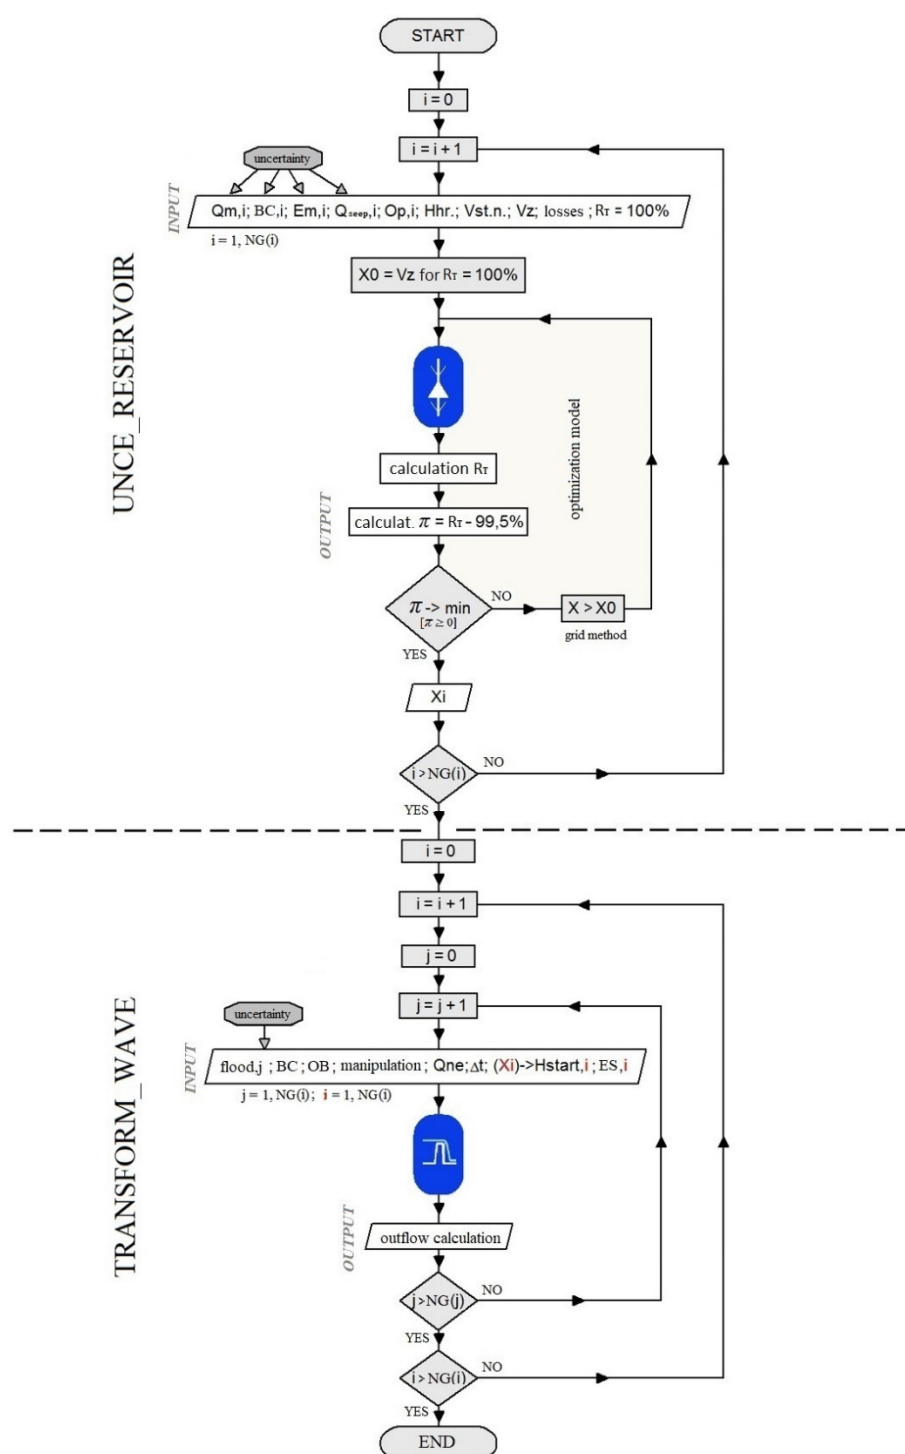 START
i = 0
i = i + 1
uncertainty
INPUT
Qm,i; BC,i; Em,i; Qseep,i; Op,i; Hhr.; Vst.n.; Vz; losses ; RT = 100%
i = 1, NG(i)
X0 = Vz for RT = 100%
UNCE_RESERVOIR
optimization model
calculation RT
OUTPUT
calculat. π = RT - 99,5%
π -> min
[π ≥ 0]
NO
X > X0
grid method
YES
Xi
i > NG(i)
NO
YES
i = 0
i = i + 1
j = 0
j = j + 1
TRANSFORM_WAVE
uncertainty
INPUT
flood,j ; BC ; OB ; manipulation ; Qne; Δt; (Xi)->Hstart,i ; ES,i
j = 1, NG(i) ; i = 1, NG(i)
OUTPUT
outflow calculation
j > NG(j)
NO
YES
i > NG(i)
NO
YES
END